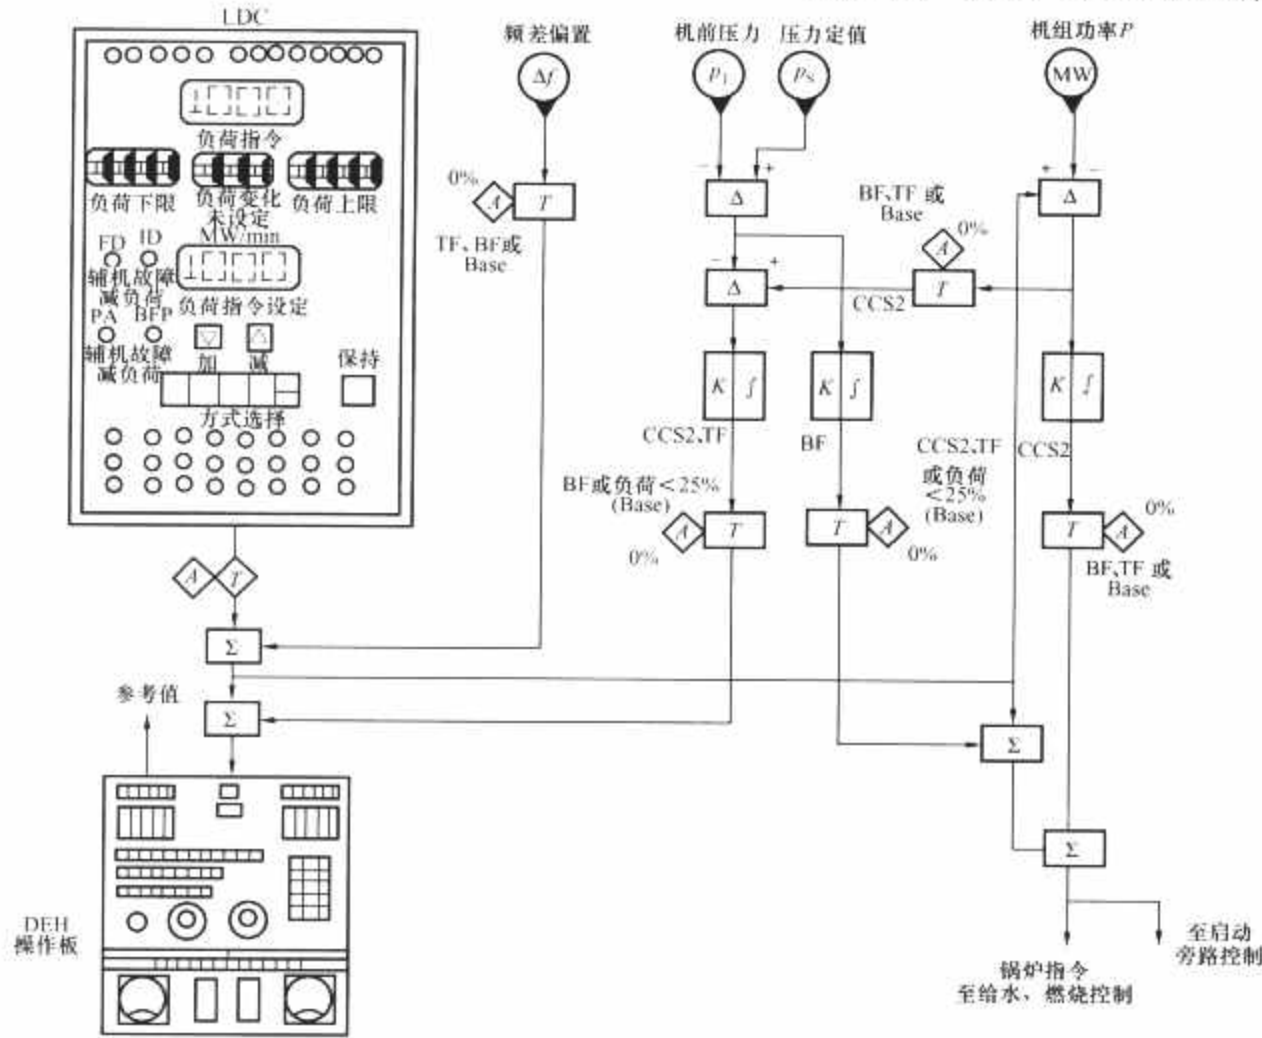 LDC
频差偏置
机前压力 压力定值
机组功率P
Δf
p₁
pₛ
MW
负荷指令
负荷下限
负荷变化
未设定
MW/min
负荷上限
FD ID
辅机故障
减负荷
PA BFP
辅机故障
减负荷
负荷指令设定
加 减
保持
方式选择
0%
A T
TF、BF或
Base
- +
Δ
- +
Δ
BF、TF 或
Base
0%
A
T
CCS2
+ -
Δ
K ∫
K ∫
K ∫
CCS2、TF
BF
CCS2、TF
或负荷
<25%
(Base)
CCS2
BF或负荷<25%
(Base)
A T
0%
T A
0%
T A
0%
BF、TF 或
Base
A T
Σ
Σ
Σ
Σ
参考值
DEH
操作板
锅炉指令
至给水、燃烧控制
至启动
旁路控制